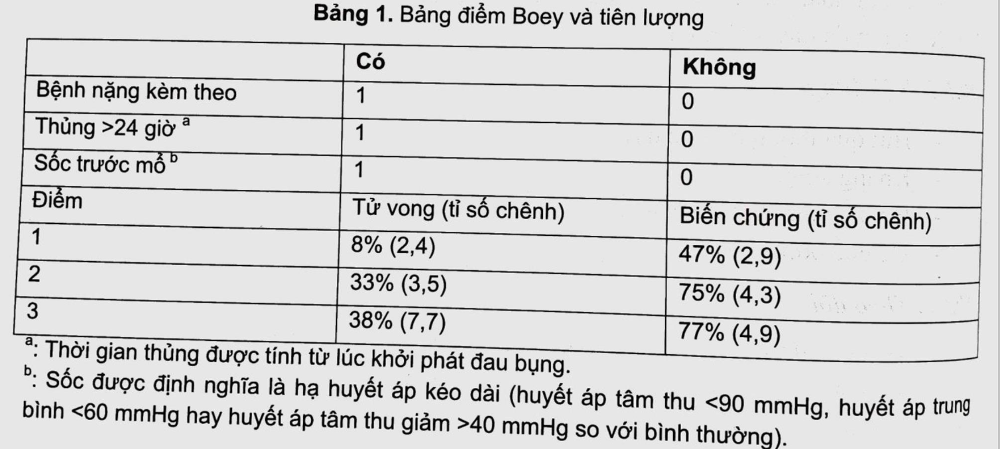 Bảng 1. Bảng điểm Boey và tiên lượng
Có Không
Bệnh nặng kèm theo 1 0
Thủng >24 giờ a 1 0
Sốc trước mổ b 1 0
Điểm Tử vong (tỉ số chênh) Biến chứng (tỉ số chênh)
1 8% (2,4) 47% (2,9)
2 33% (3,5) 75% (4,3)
3 38% (7,7) 77% (4,9)
a: Thời gian thủng được tính từ lúc khởi phát đau bụng.
b: Sốc được định nghĩa là hạ huyết áp kéo dài (huyết áp tâm thu <90 mmHg, huyết áp trung
bình <60 mmHg hay huyết áp tâm thu giảm >40 mmHg so với bình thường).